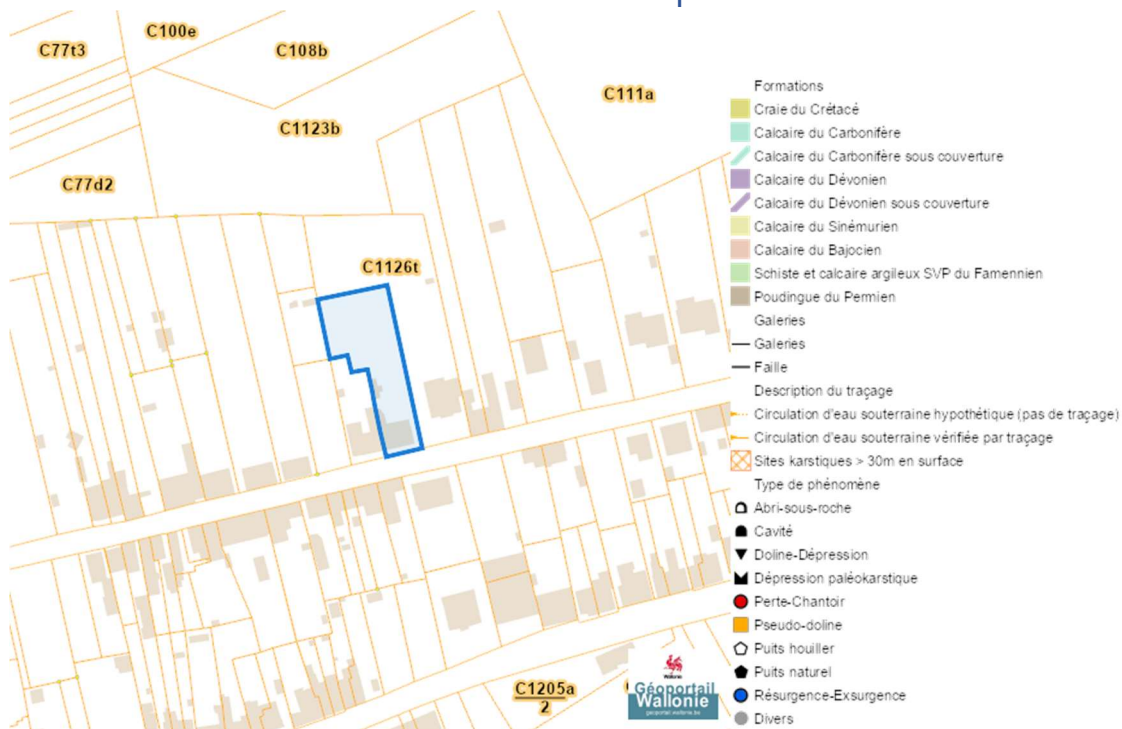 C77t3
C100e
C108b
C111a
C1123b
C77d2
C1126t
C1205a
2
Formations
Craie du Crétacé
Calcaire du Carbonifère
Calcaire du Carbonifère sous couverture
Calcaire du Dévonien
Calcaire du Dévonien sous couverture
Calcaire du Sinémurien
Calcaire du Bajocien
Schiste et calcaire argileux SVP du Famennien
Poudingue du Permien
Galeries
Galeries
Faille
Description du traçage
Circulation d'eau souterraine hypothétique (pas de traçage)
Circulation d'eau souterraine vérifiée par traçage
Sites karstiques > 30m en surface
Type de phénomène
Abri-sous-roche
Cavité
Doline-Dépression
Dépression paléokarstique
Perte-Chantoir
Pseudo-doline
Puits houiller
Puits naturel
Résurgence-Exsurgence
Divers
Wallonie
Géoportail
Wallonie
geoportail.wallonie.be